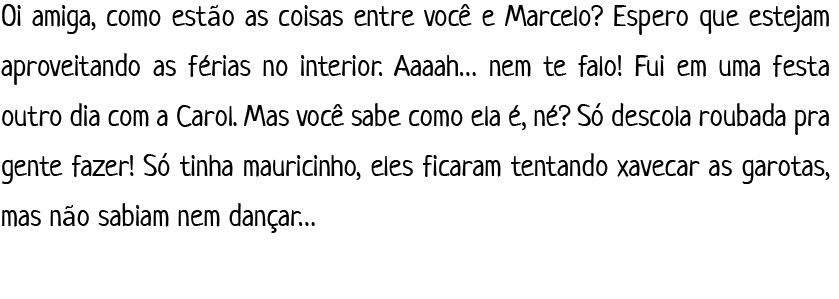 Oi amiga, como estão as coisas entre você e Marcelo? Espero que estejam
aproveitando as férias no interior. Aaaah... nem te falo! Fui em uma festa
outro dia com a Carol. Mas você sabe como ela é, né? Só descola roubada pra
gente fazer! Só tinha mauricinho, eles ficaram tentando xavecar as garotas,
mas não sabiam nem dançar...